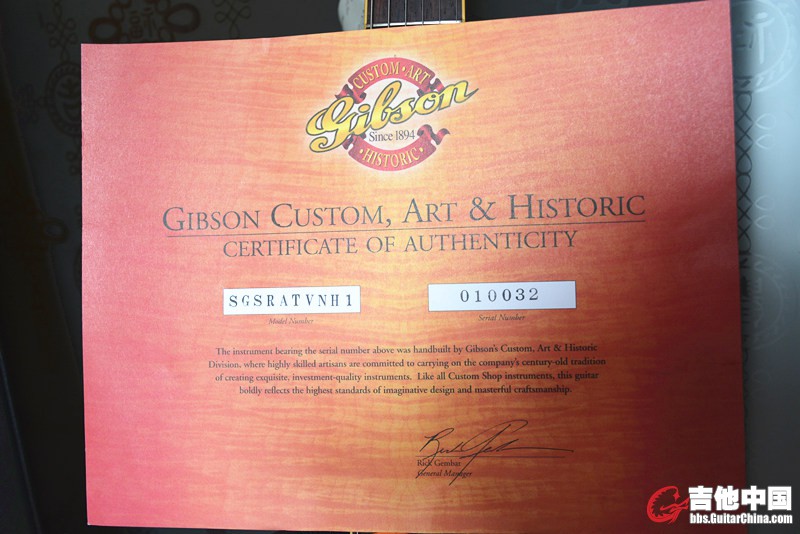 CUSTOM · ART
Gibson
Since 1894
· HISTORIC ·
GIBSON CUSTOM, ART & HISTORIC
CERTIFICATE OF AUTHENTICITY
SGSRATVNH1 010032
Model Number Serial Number
The instrument bearing the serial number above was handbuilt by Gibson's Custom, Art & Historic
Division, where highly skilled artisans are committed to carrying on the company's century-old tradition
of creating exquisite, investment-quality instruments. Like all Custom Shop instruments, this guitar
boldly reflects the highest standards of imaginative design and masterful craftsmanship.
Rick Gembar
General Manager
吉他中国
bbs.GuitarChina.com